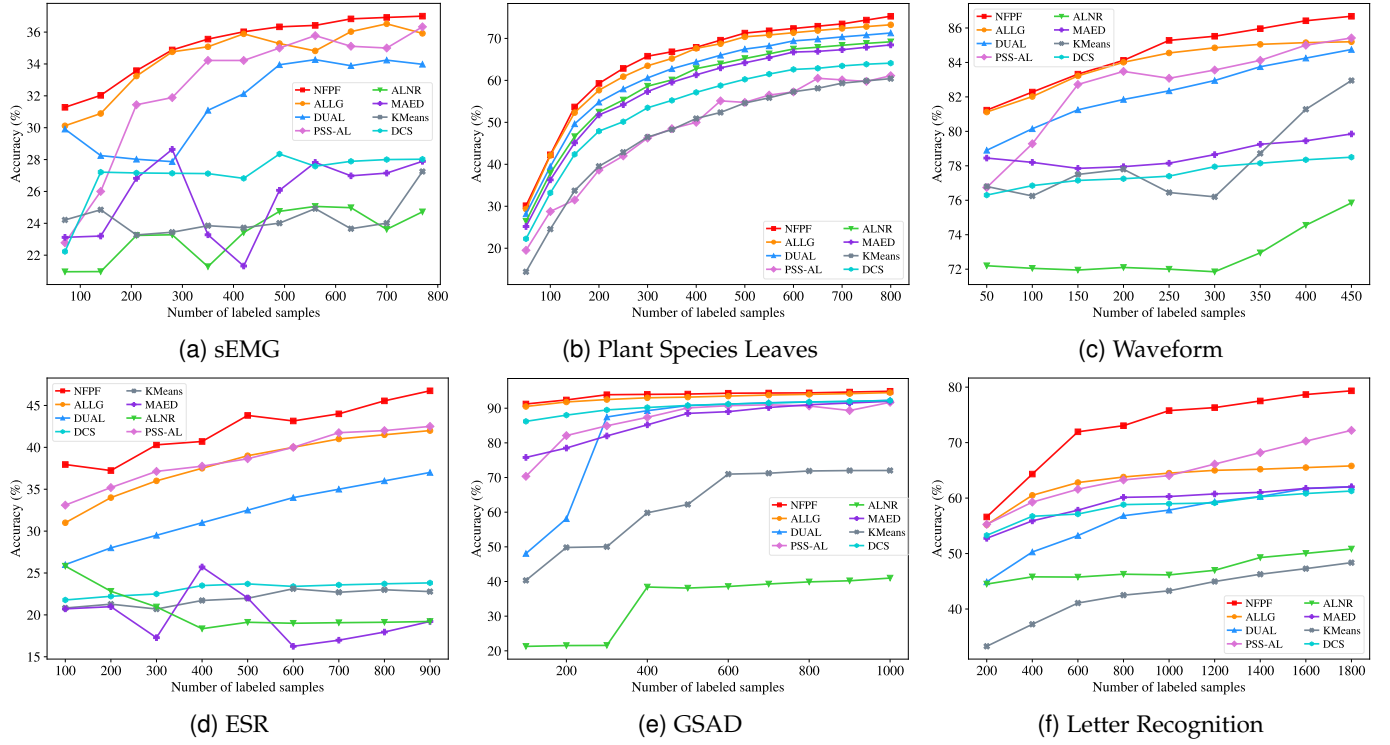 36
34
32
30
28
26
24
22
Accuracy (%)
100 200 300 400 500 600 700 800
Number of labeled samples
NFPF
ALLG
DUAL
PSS-AL
ALNR
MAED
KMeans
DCS
(a) sEMG
80
70
60
50
40
30
20
Accuracy (%)
100 200 300 400 500 600 700 800
Number of labeled samples
NFPF
ALLG
DUAL
PSS-AL
ALNR
MAED
KMeans
DCS
(b) Plant Species Leaves
86
84
82
80
78
76
74
72
Accuracy (%)
50 100 150 200 250 300 350 400 450
Number of labeled samples
NFPF
ALLG
DUAL
PSS-AL
ALNR
MAED
KMeans
DCS
(c) Waveform
45
40
35
30
25
20
15
Accuracy (%)
100 200 300 400 500 600 700 800 900
Number of labeled samples
NFPF
ALLG
DUAL
DCS
KMeans
MAED
ALNR
PSS-AL
(d) ESR
90
80
70
60
50
40
30
20
Accuracy (%)
200 400 600 800 1000
Number of labeled samples
NFPF
ALLG
DUAL
PSS-AL
ALNR
MAED
KMeans
DCS
(e) GSAD
80
70
60
50
40
Accuracy (%)
200 400 600 800 1000 1200 1400 1600 1800
Number of labeled samples
NFPF
ALLG
DUAL
PSS-AL
ALNR
MAED
KMeans
DCS
(f) Letter Recognition